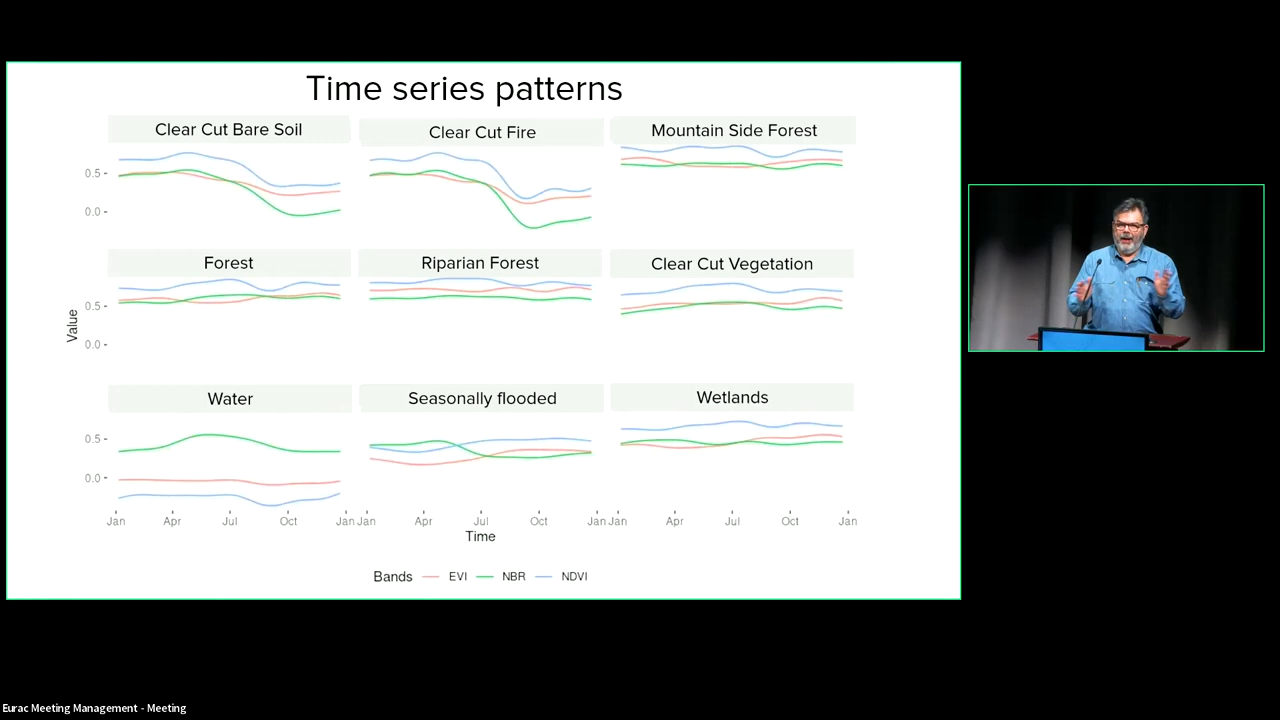 Time series patterns
Clear Cut Bare Soil
Clear Cut Fire
Mountain Side Forest
0.5
0.0
Forest
Riparian Forest
Clear Cut Vegetation
0.5
0.0
Value
Water
Seasonally flooded
Wetlands
0.5
0.0
Jan Apr Jul Oct Jan Jan Apr Jul Oct Jan Jan Apr Jul Oct Jan
Time
Bands EVI NBR NDVI
Eurac Meeting Management - Meeting